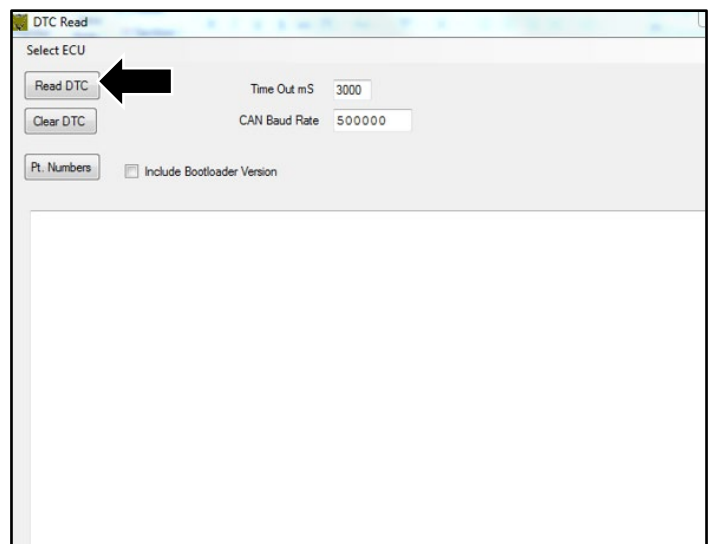 DTC Read
Select ECU
Read DTC
Time Out mS 3000
Clear DTC
CAN Baud Rate 500000
Pt. Numbers
Include Bootloader Version